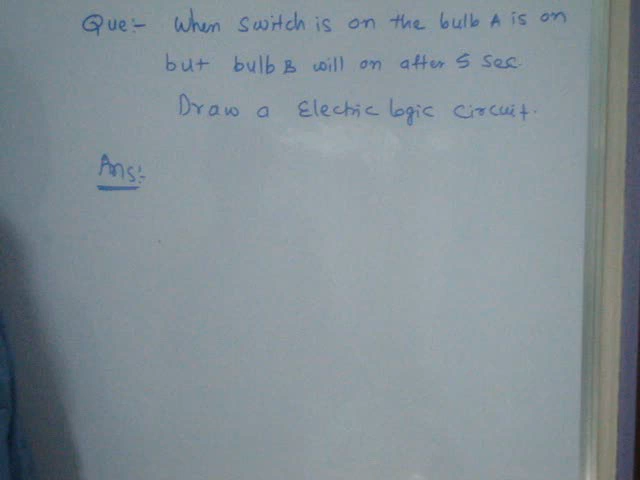 Que:- When switch is on the bulb A is on
but bulb B will on after 5 sec.
Draw a Electric logic circuit.
Ans:-